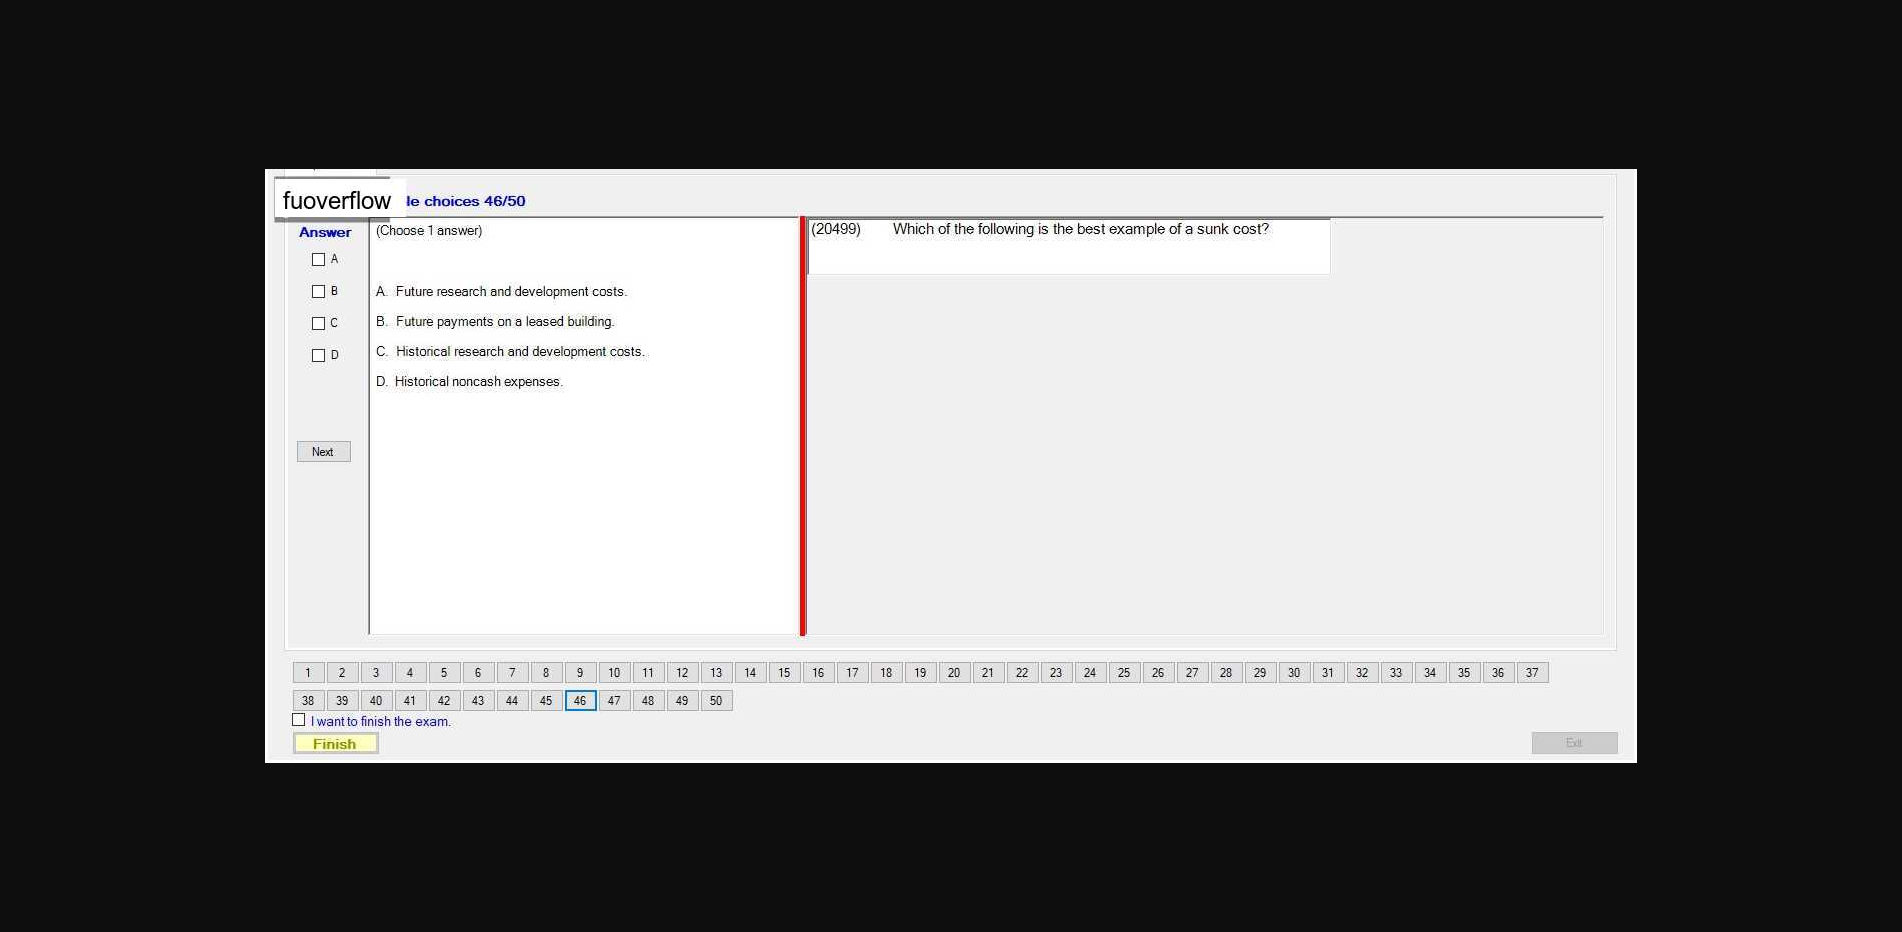 fuoverflow
le choices 46/50
Answer
(Choose 1 answer)
(20499) Which of the following is the best example of a sunk cost?
A
B
C
D
A. Future research and development costs.
B. Future payments on a leased building.
C. Historical research and development costs.
D. Historical noncash expenses.
Next
1 2 3 4 5 6 7 8 9 10 11 12 13 14 15 16 17 18 19 20 21 22 23 24 25 26 27 28 29 30 31 32 33 34 35 36 37
38 39 40 41 42 43 44 45 46 47 48 49 50
I want to finish the exam.
Finish
Exit